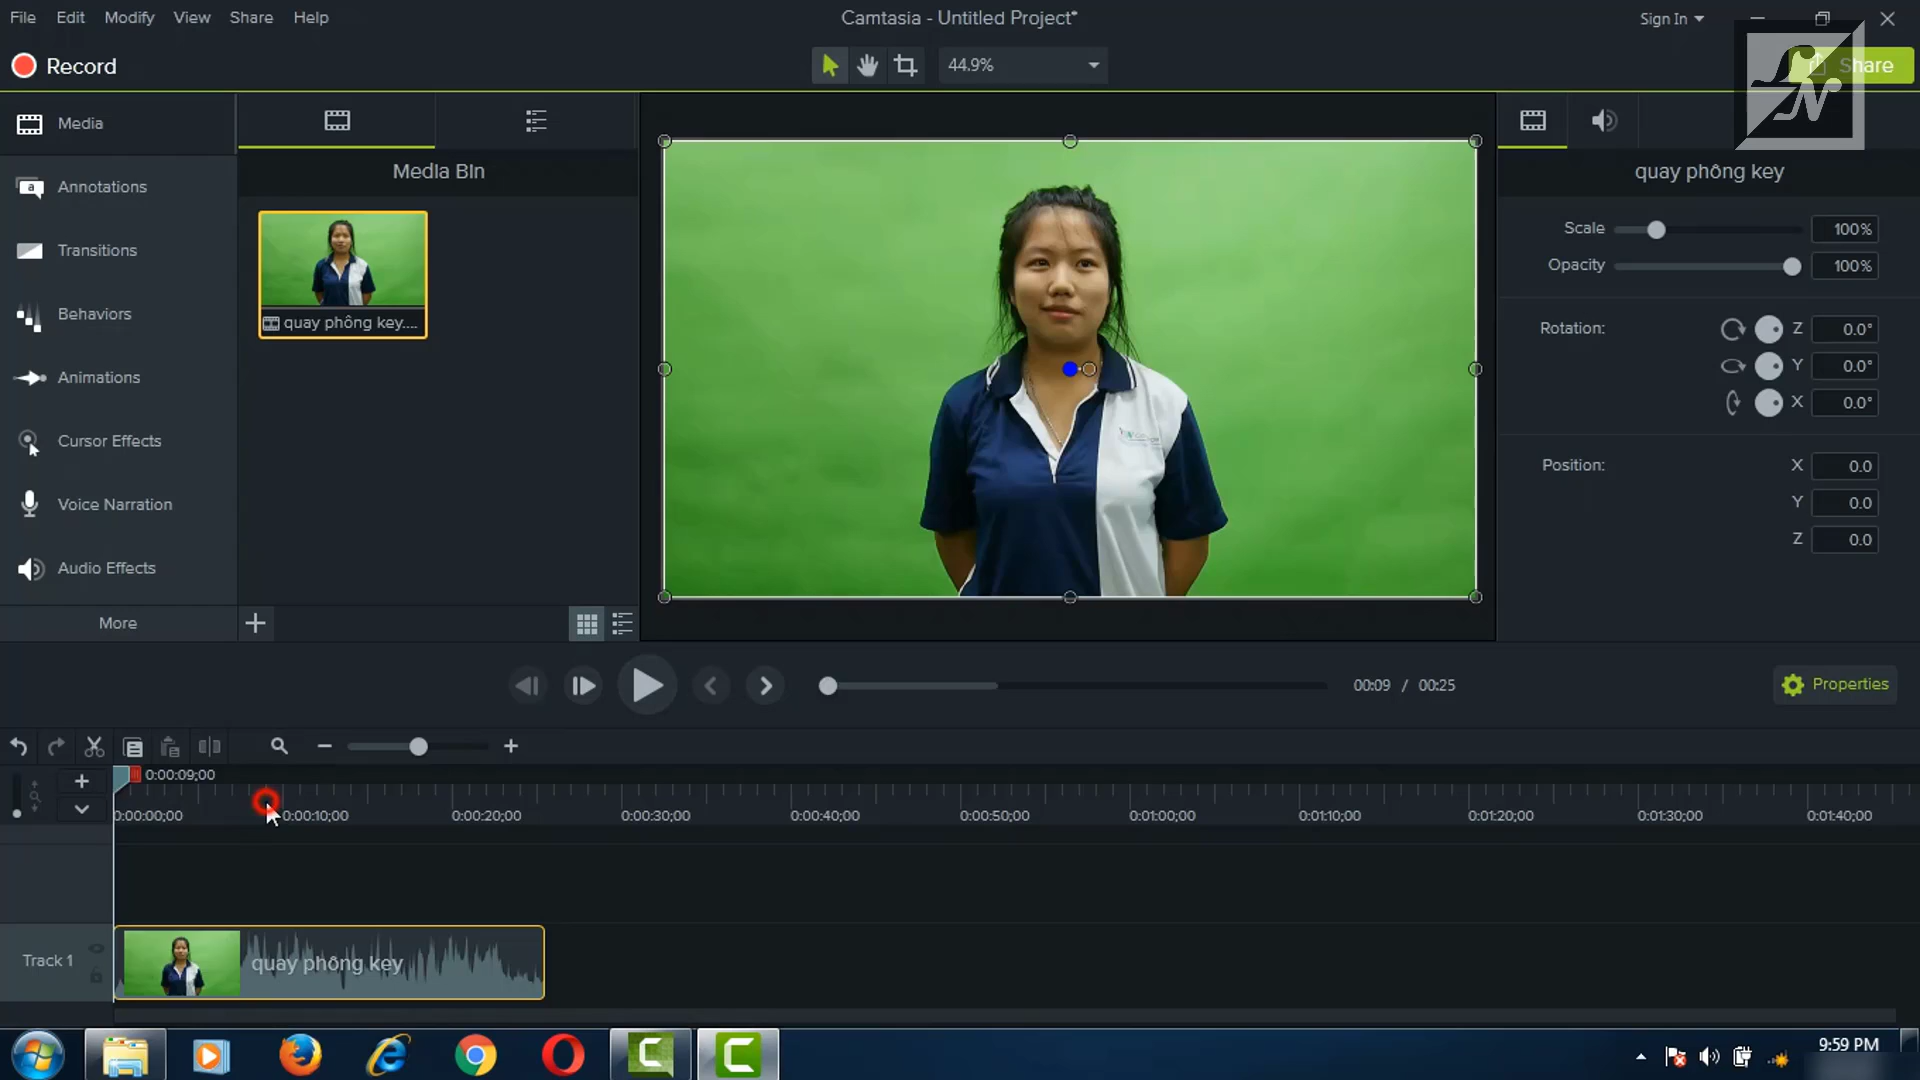 File Edit Modify View Share Help
Camtasia - Untitled Project*
Sign In
Record
44.9%
Share
Media
Annotations
Transitions
Behaviors
Animations
Cursor Effects
Voice Narration
Audio Effects
More
Media Bin
quay phông key....
quay phông key
Scale 100%
Opacity 100%
Rotation: Z 0.0°
Y 0.0°
X 0.0°
Position: X 0.0
Y 0.0
Z 0.0
00:09 / 00:25
Properties
0:00:09;00
0:00:00;00 0:00:10;00 0:00:20;00 0:00:30;00 0:00:40;00 0:00:50;00 0:01:00;00 0:01:10;00 0:01:20;00 0:01:30;00 0:01:40;00
Track 1
quay phông key
9:59 PM